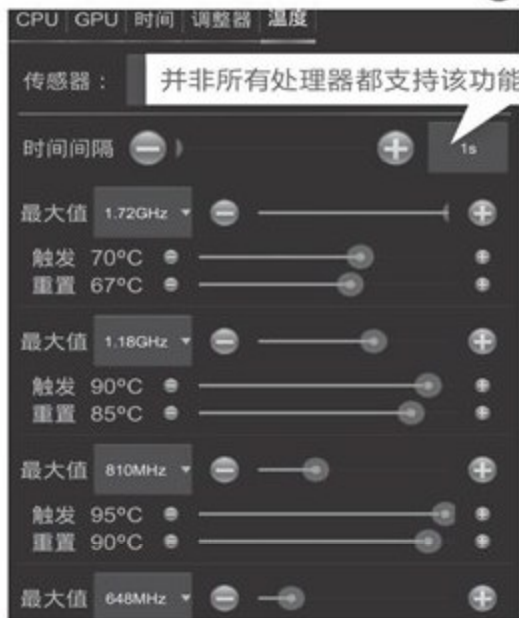 CPU GPU 时间 调整器 温度
传感器： 并非所有处理器都支持该功能
时间间隔 1s
最大值 1.72GHz
触发 70°C
重置 67°C
最大值 1.18GHz
触发 90°C
重置 85°C
最大值 810MHz
触发 95°C
重置 90°C
最大值 648MHz